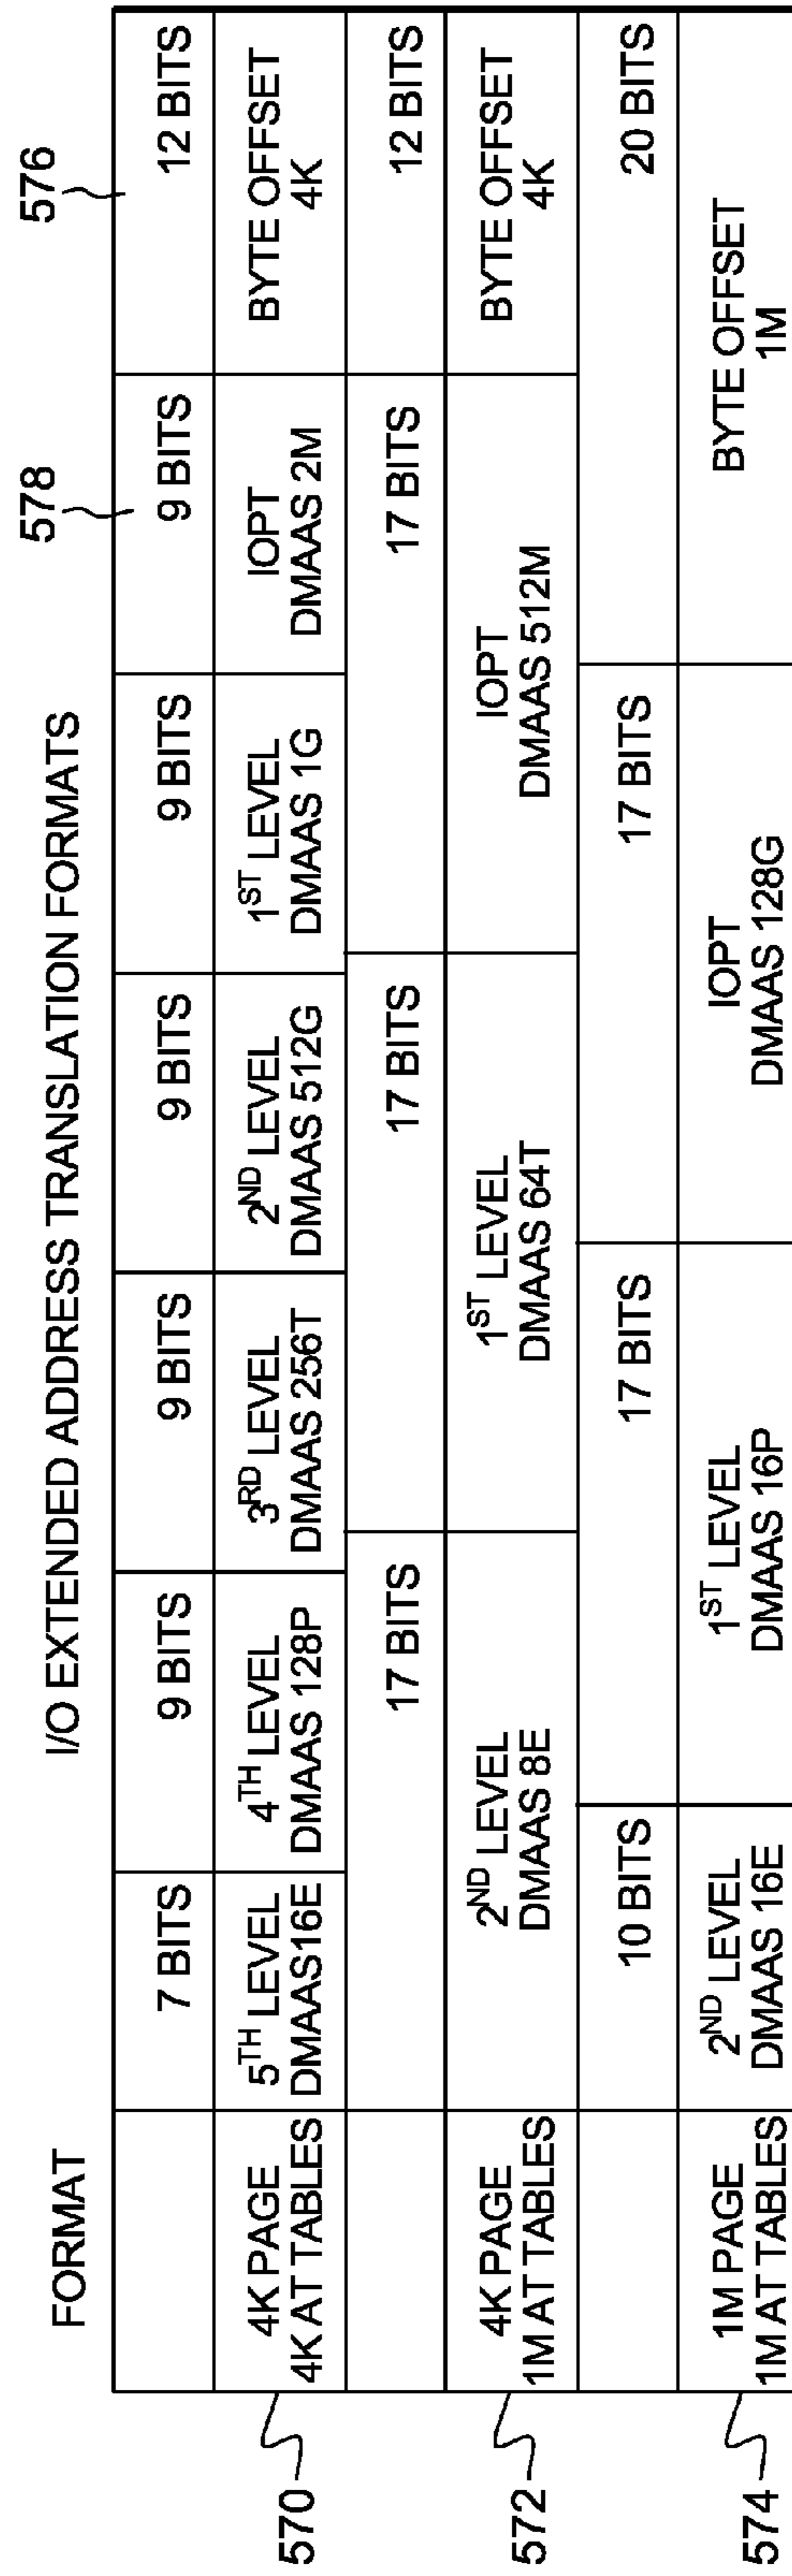 I/O EXTENDED ADDRESS TRANSLATION FORMATS
FORMAT
578
576
7 BITS
9 BITS
9 BITS
9 BITS
9 BITS
9 BITS
12 BITS
570
4K PAGE
4K AT TABLES
5TH LEVEL
DMAAS16E
4TH LEVEL
DMAAS 128P
3RD LEVEL
DMAAS 256T
2ND LEVEL
DMAAS 512G
1ST LEVEL
DMAAS 1G
IOPT
DMAAS 2M
BYTE OFFSET
4K
17 BITS
17 BITS
17 BITS
12 BITS
572
4K PAGE
1M AT TABLES
2ND LEVEL
DMAAS 8E
1ST LEVEL
DMAAS 64T
IOPT
DMAAS 512M
BYTE OFFSET
4K
10 BITS
17 BITS
17 BITS
20 BITS
574
1M PAGE
1M AT TABLES
2ND LEVEL
DMAAS 16E
1ST LEVEL
DMAAS 16P
IOPT
DMAAS 128G
BYTE OFFSET
1M